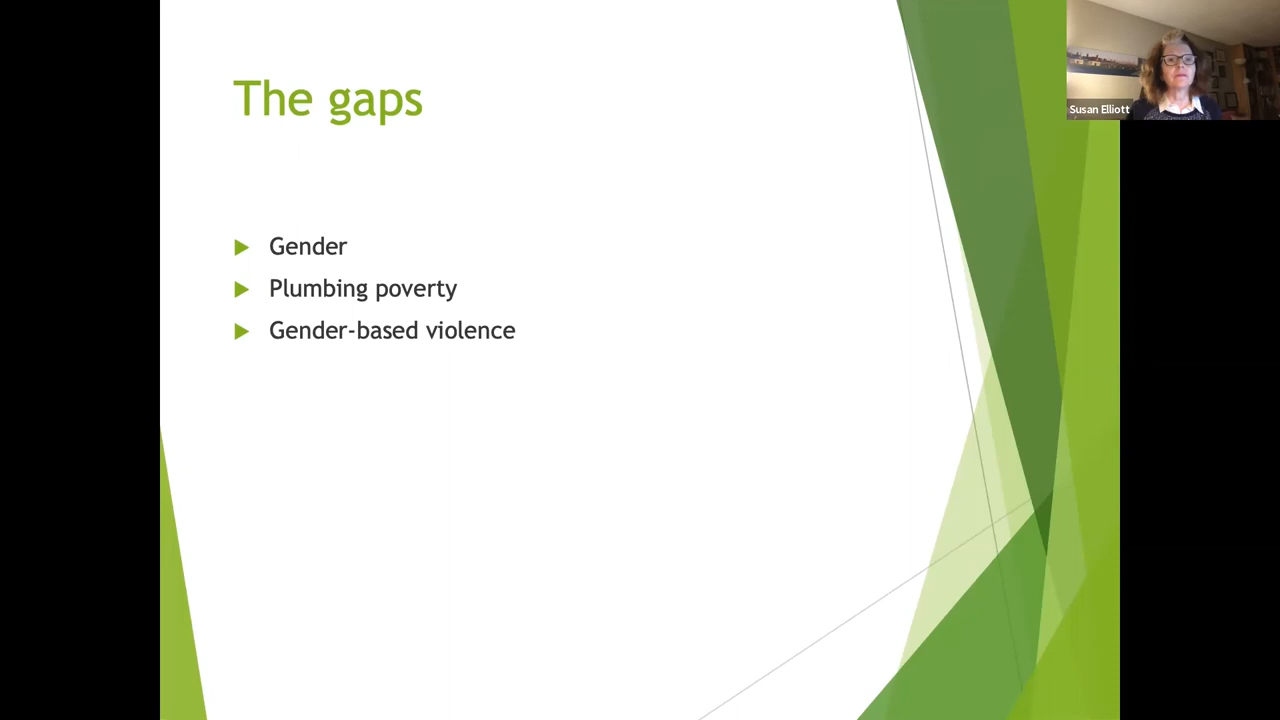 The gaps
Susan Elliott
Gender
Plumbing poverty
Gender-based violence